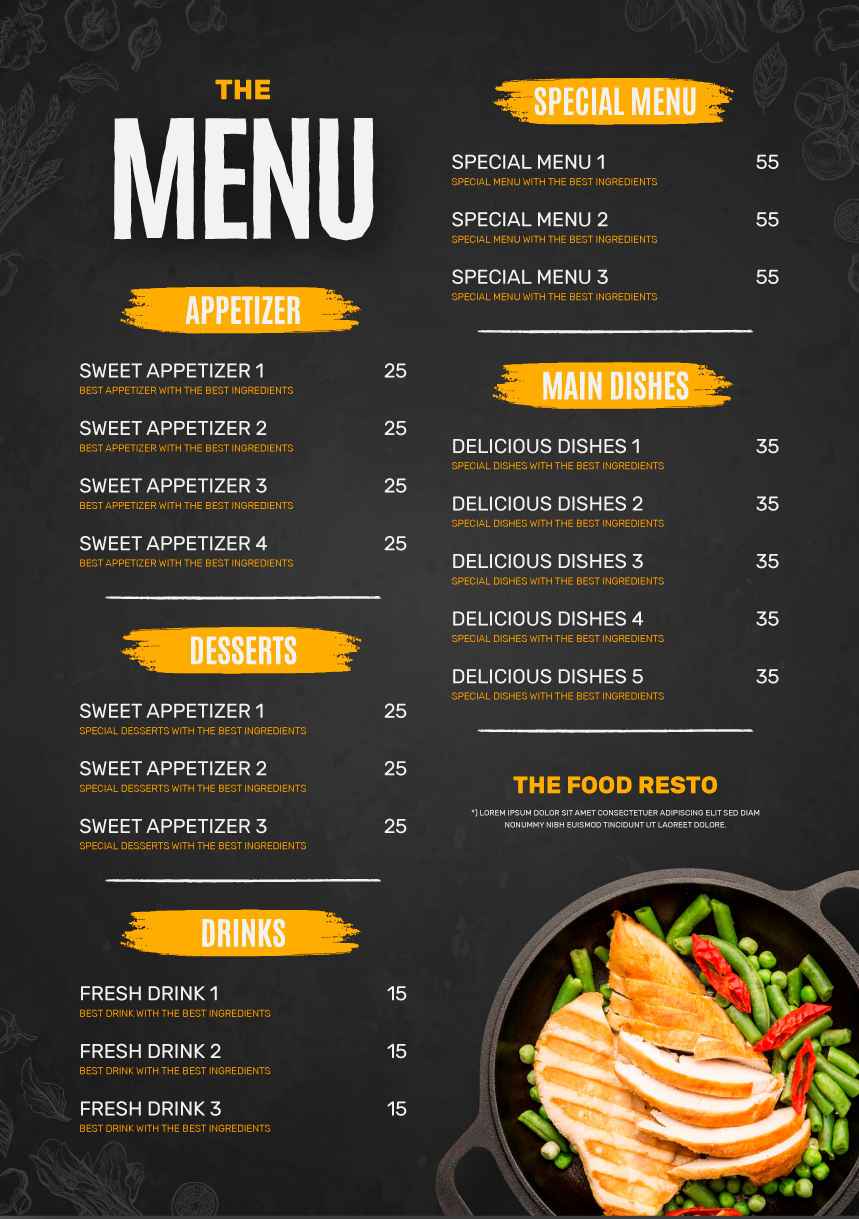 THE
MENU
APPETIZER
SWEET APPETIZER 1 25
BEST APPETIZER WITH THE BEST INGREDIENTS
SWEET APPETIZER 2 25
BEST APPETIZER WITH THE BEST INGREDIENTS
SWEET APPETIZER 3 25
BEST APPETIZER WITH THE BEST INGREDIENTS
SWEET APPETIZER 4 25
BEST APPETIZER WITH THE BEST INGREDIENTS
DESSERTS
SWEET APPETIZER 1 25
SPECIAL DESSERTS WITH THE BEST INGREDIENTS
SWEET APPETIZER 2 25
SPECIAL DESSERTS WITH THE BEST INGREDIENTS
SWEET APPETIZER 3 25
SPECIAL DESSERTS WITH THE BEST INGREDIENTS
DRINKS
FRESH DRINK 1 15
BEST DRINK WITH THE BEST INGREDIENTS
FRESH DRINK 2 15
BEST DRINK WITH THE BEST INGREDIENTS
FRESH DRINK 3 15
BEST DRINK WITH THE BEST INGREDIENTS
SPECIAL MENU
SPECIAL MENU 1 55
SPECIAL MENU WITH THE BEST INGREDIENTS
SPECIAL MENU 2 55
SPECIAL MENU WITH THE BEST INGREDIENTS
SPECIAL MENU 3 55
SPECIAL MENU WITH THE BEST INGREDIENTS
MAIN DISHES
DELICIOUS DISHES 1 35
SPECIAL DISHES WITH THE BEST INGREDIENTS
DELICIOUS DISHES 2 35
SPECIAL DISHES WITH THE BEST INGREDIENTS
DELICIOUS DISHES 3 35
SPECIAL DISHES WITH THE BEST INGREDIENTS
DELICIOUS DISHES 4 35
SPECIAL DISHES WITH THE BEST INGREDIENTS
DELICIOUS DISHES 5 35
SPECIAL DISHES WITH THE BEST INGREDIENTS
THE FOOD RESTO
*) LOREM IPSUM DOLOR SIT AMET CONSECTETUER ADIPISCING ELIT SED DIAM
NONUMMY NIBH EUISMOD TINCIDUNT UT LAOREET DOLORE.